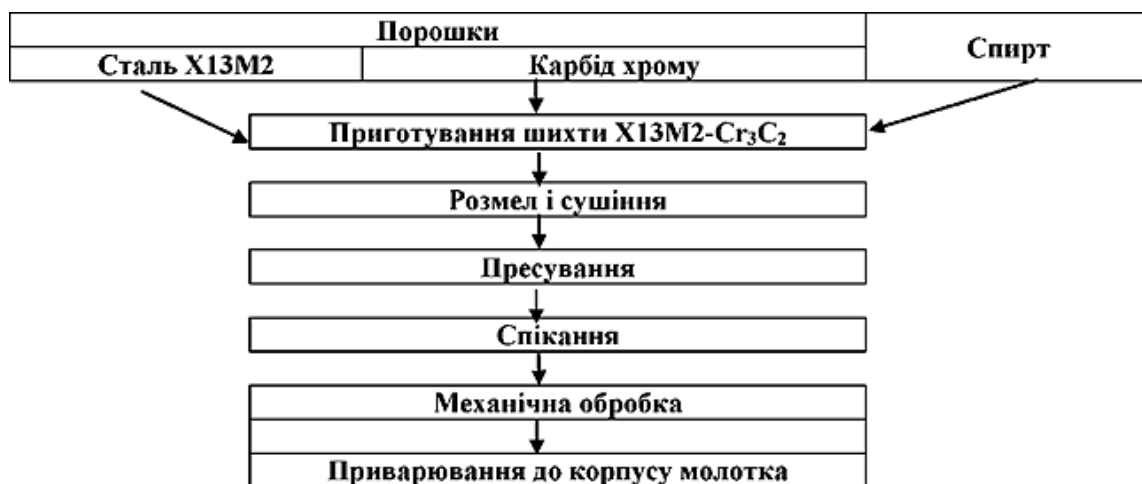 Порошки
Спирт
Сталь Х13М2
Карбід хрому
Приготування шихти Х13М2-Cr₃C₂
Розмел і сушіння
Пресування
Спікання
Механічна обробка
Приварювання до корпусу молотка